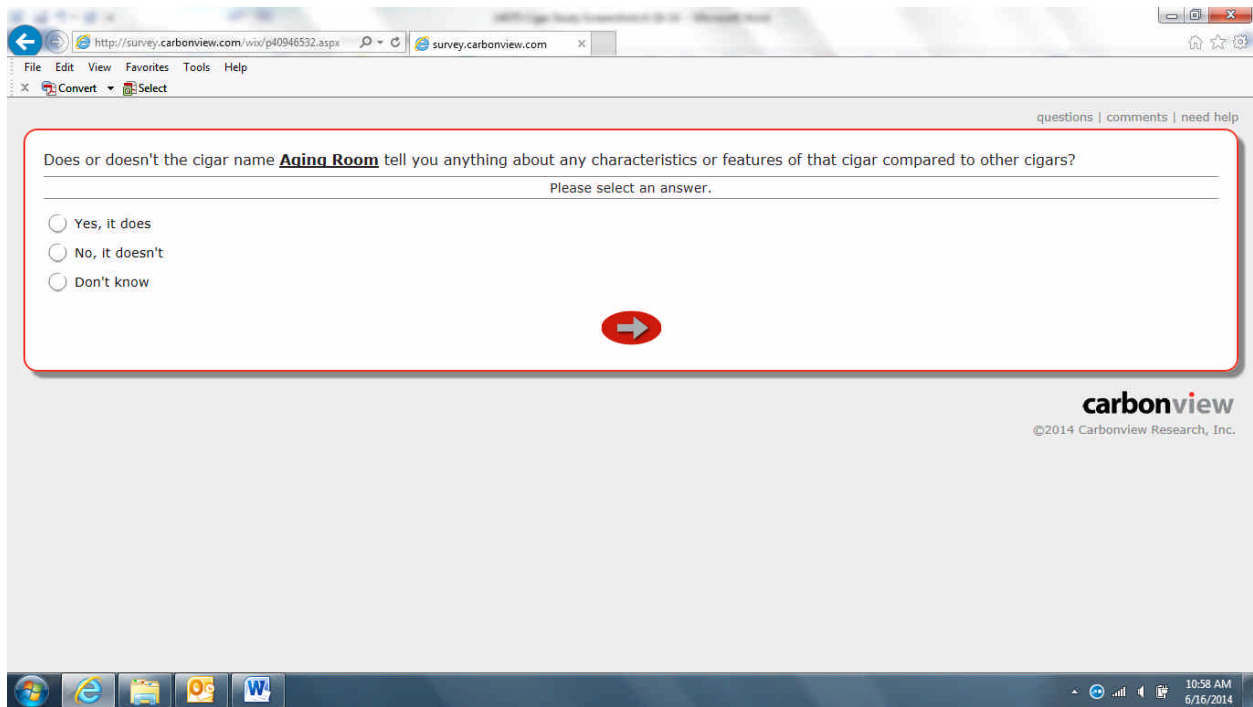 http://survey.carbonview.com/wix/p40946532.aspx
survey.carbonview.com
File Edit View Favorites Tools Help
x Convert Select
questions | comments | need help
Does or doesn't the cigar name Aging Room tell you anything about any characteristics or features of that cigar compared to other cigars?
Please select an answer.
Yes, it does
No, it doesn't
Don't know
carbonview
©2014 Carbonview Research, Inc.
10:58 AM
6/16/2014